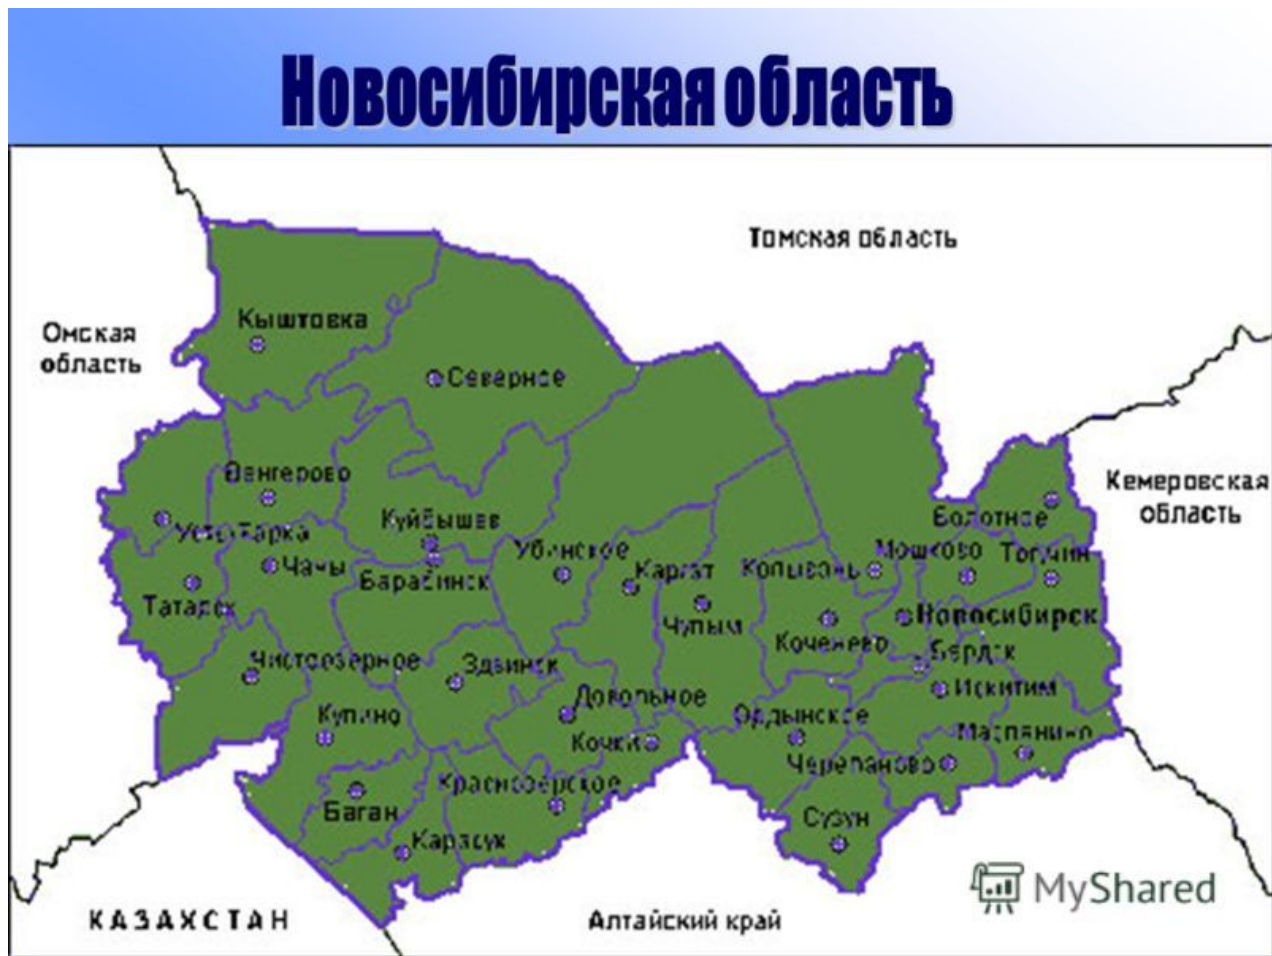 Новосибирская область
Томская область
Омская
область
Кыштовка
Северное
Кемеровская
область
Венгерово
Болотное
Куйбышев
Усть-Тарка
Убинское
Мошково
Тогучин
Чаны
Барабинск
Каргат
Колывань
Татарск
Чулым
Новосибирск
Коченево
Бердск
Чистоозерное
Здвинск
Искитим
Довольное
Купино
Ордынское
Кочки
Маслянино
Черепаново
Краснозерское
Баган
Сузун
Карасук
MyShared
КАЗАХСТАН
Алтайский край